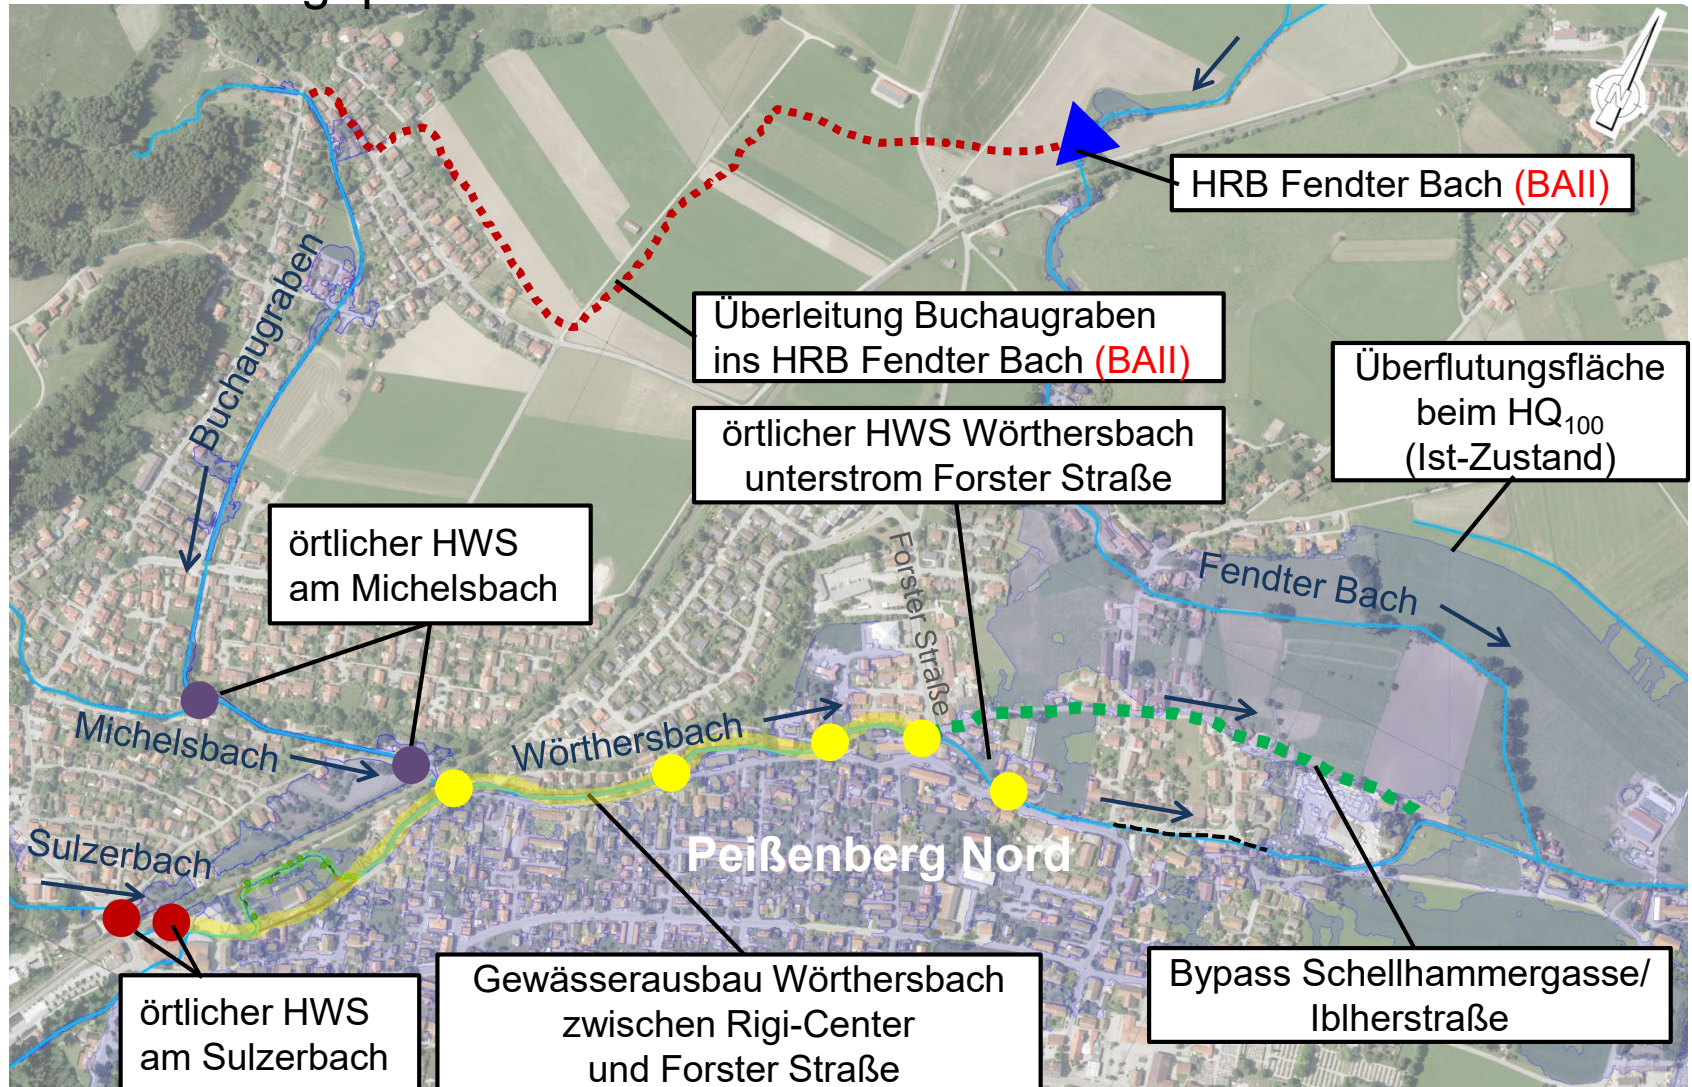 N
HRB Fendter Bach (BAII)
Buchaugraben
Überleitung Buchaugraben
ins HRB Fendter Bach (BAII)
Überflutungsfläche
beim HQ₁₀₀
(Ist-Zustand)
örtlicher HWS Wörthersbach
unterstrom Forster Straße
örtlicher HWS
am Michelsbach
Forster Straße
Fendter Bach
Michelsbach
Wörthersbach
Sulzerbach
Peißenberg Nord
Gewässerausbau Wörthersbach
zwischen Rigi-Center
und Forster Straße
Bypass Schellhammergasse/
Iblherstraße
örtlicher HWS
am Sulzerbach